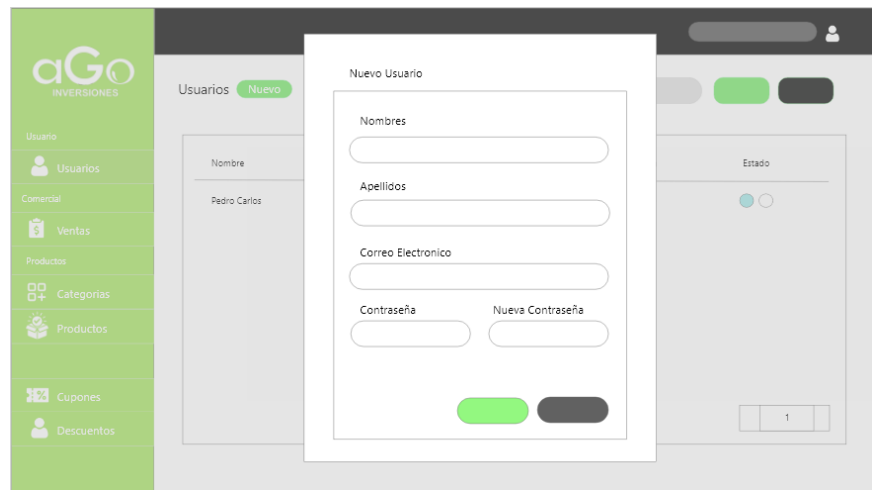 aGo
INVERSIONES
Usuario
Usuarios
Comercial
Ventas
Productos
Categorias
Productos
Cupones
Descuentos
Usuarios Nuevo
Nombre Estado
Pedro Carlos
1
Nuevo Usuario
Nombres
Apellidos
Correo Electronico
Contraseña Nueva Contraseña